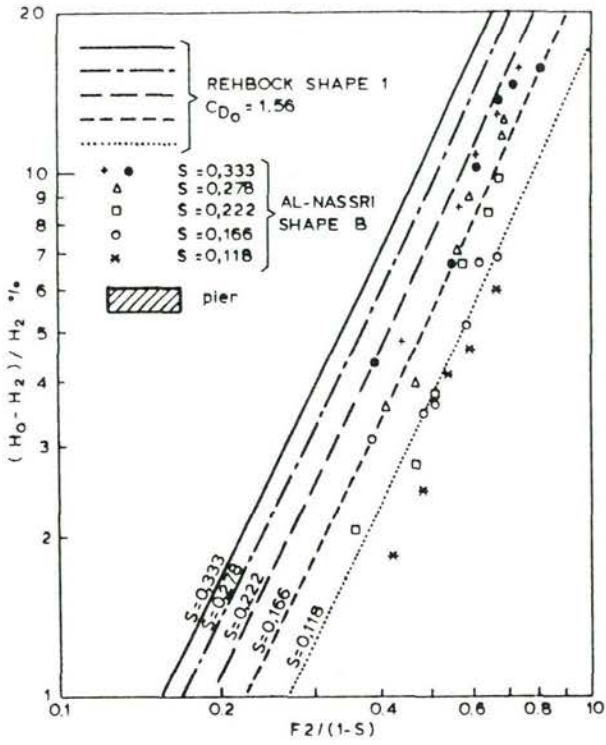 20
10
9
8
7
6
5
4
3
2
1
(H0-H2)/H2 %
REHBOCK SHAPE 1
CD0 = 1.56
S=0,333
S=0,278
S=0,222
S=0,166
S=0,118
AL-NASSRI
SHAPE B
pier
S=0,333
S=0,278
S=0,222
S=0,166
S=0,118
0.1
0.2
0.4
0.6
0.8
10
F2/(1-S)